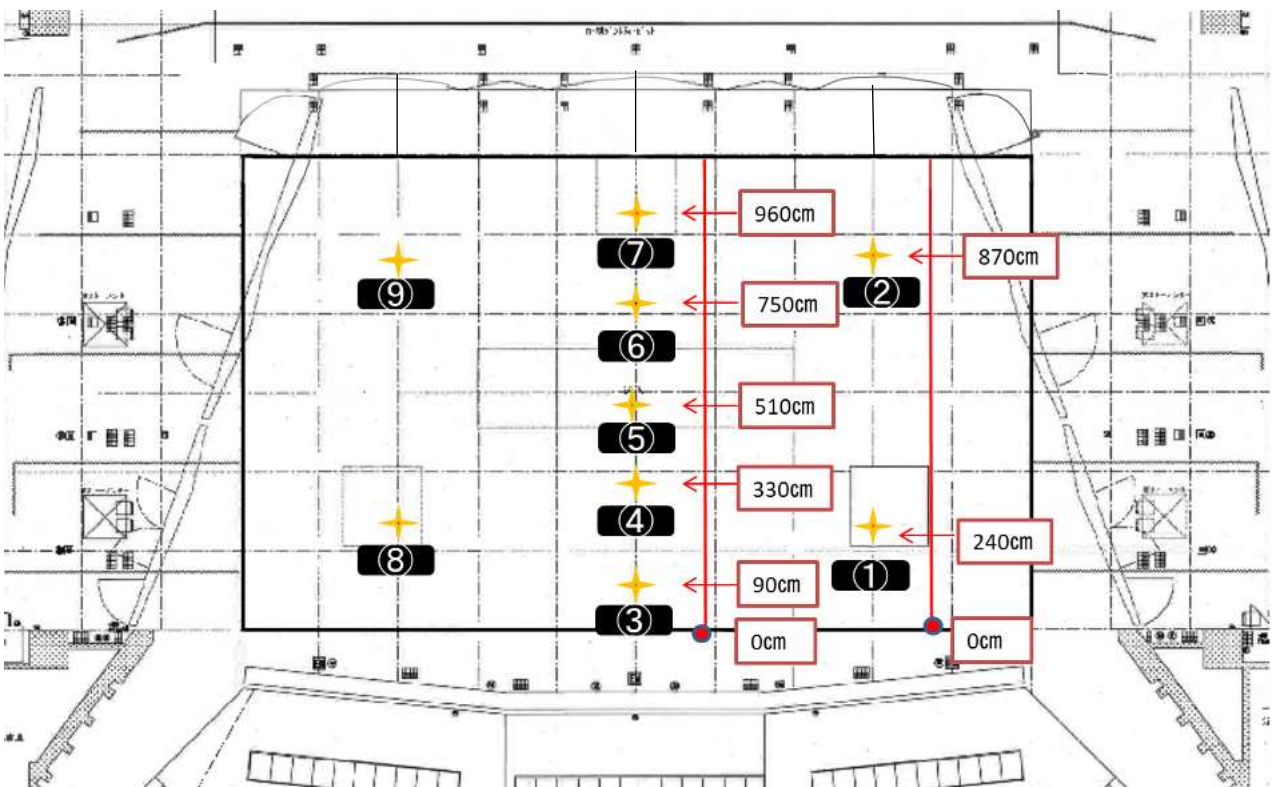 960cm
⑦
870cm
⑨
②
750cm
⑥
510cm
⑤
330cm
④
240cm
⑧
①
90cm
③
0cm
0cm